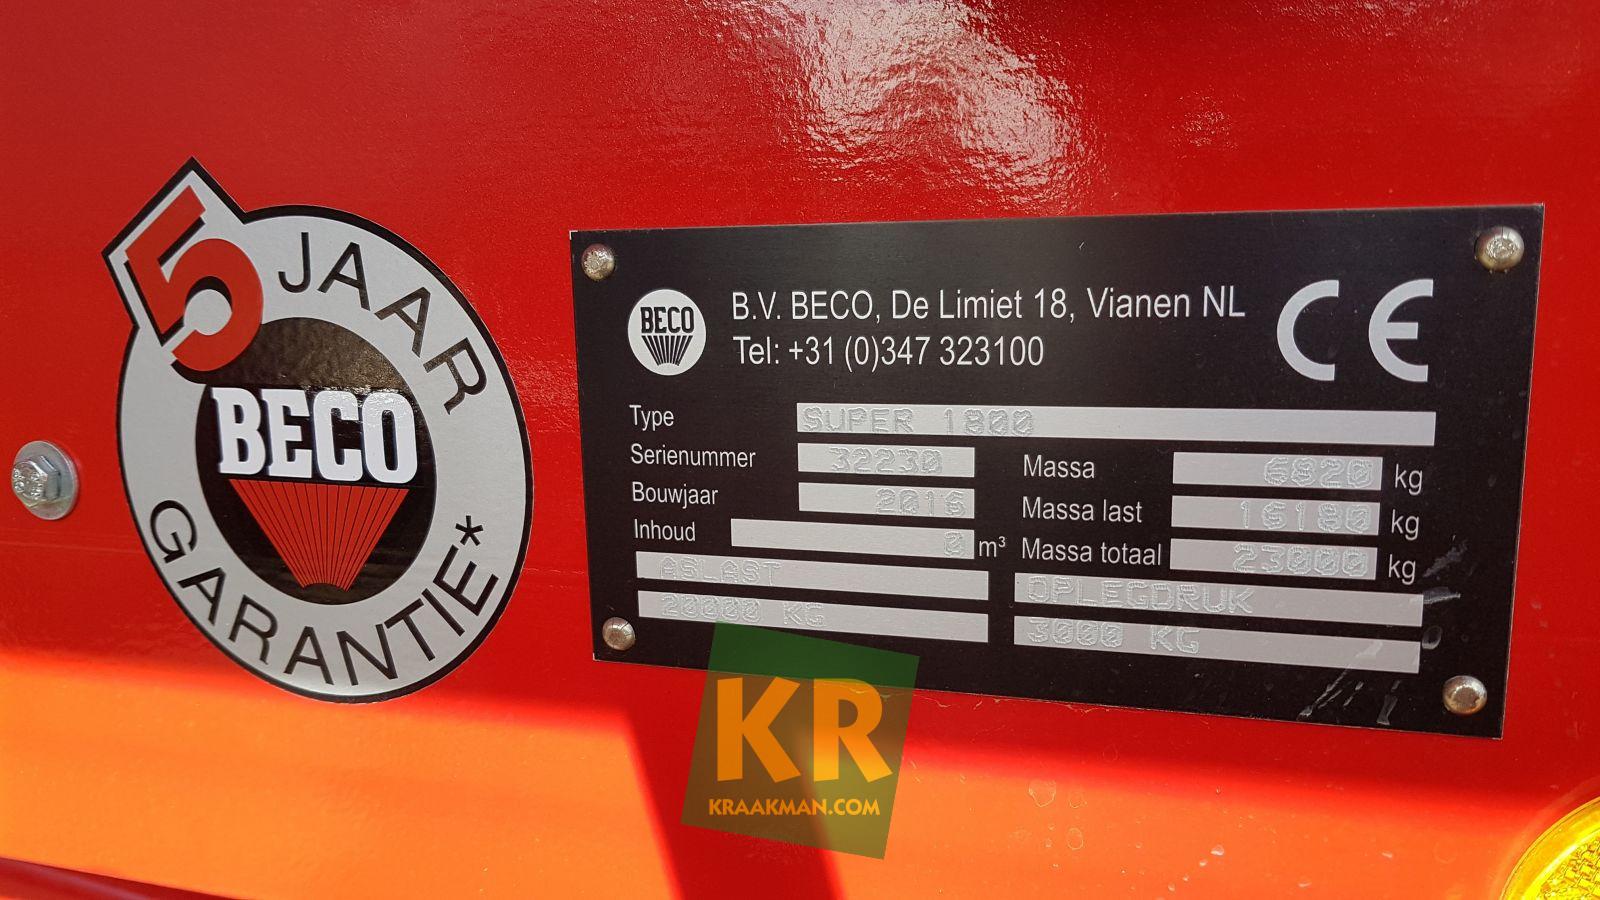 5 JAAR
BECO
GARANTIE*
BECO
B.V. BECO, De Limiet 18, Vianen NL
Tel: +31 (0)347 323100
CE
Type SUPER 1800
Serienummer 32230
Bouwjaar 2016
Inhoud 0 m³
Massa 6820 kg
Massa last 16180 kg
Massa totaal 23000 kg
ASLAST
20000 KG
OPLEGDRUK
3000 KG
KR
KRAAKMAN.COM